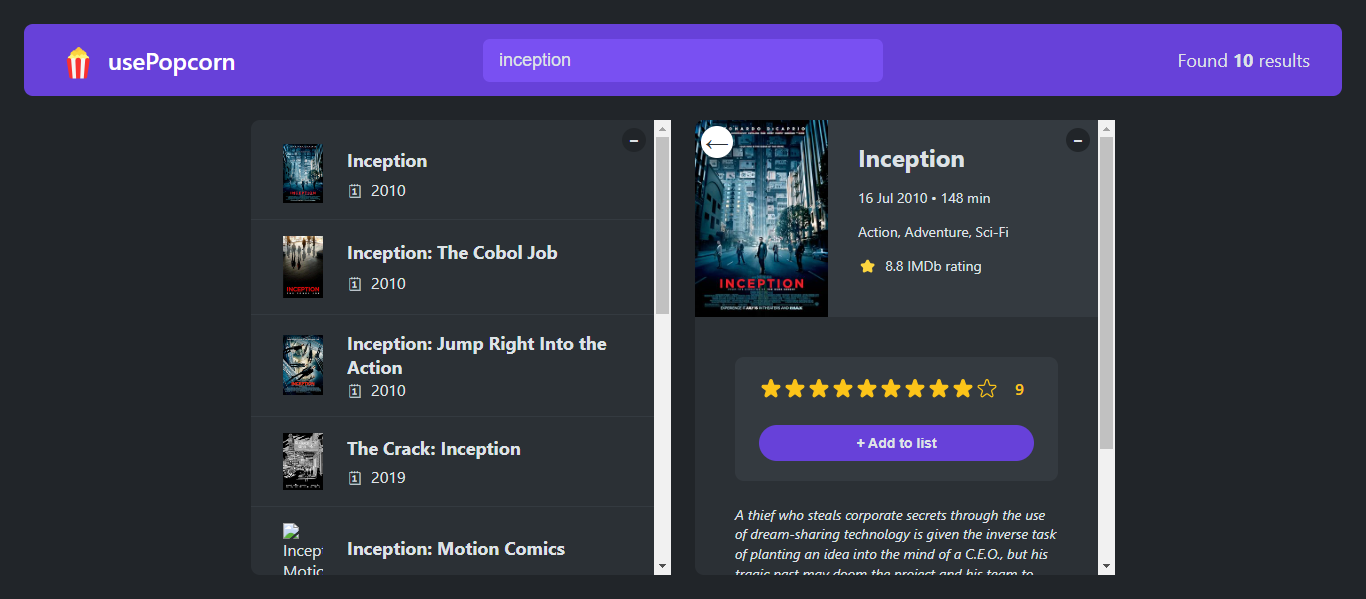 usePopcorn
inception
Found 10 results
Inception
2010
Inception: The Cobol Job
2010
Inception: Jump Right Into the
Action
2010
The Crack: Inception
2019
Incep
Motion
Inception: Motion Comics
LEONARDO DiCAPRIO
INCEPTION
←
Inception
16 Jul 2010 • 148 min
Action, Adventure, Sci-Fi
8.8 IMDb rating
9
+ Add to list
A thief who steals corporate secrets through the use
of dream-sharing technology is given the inverse task
of planting an idea into the mind of a C.E.O., but his
tragic past may doom the project and his team to